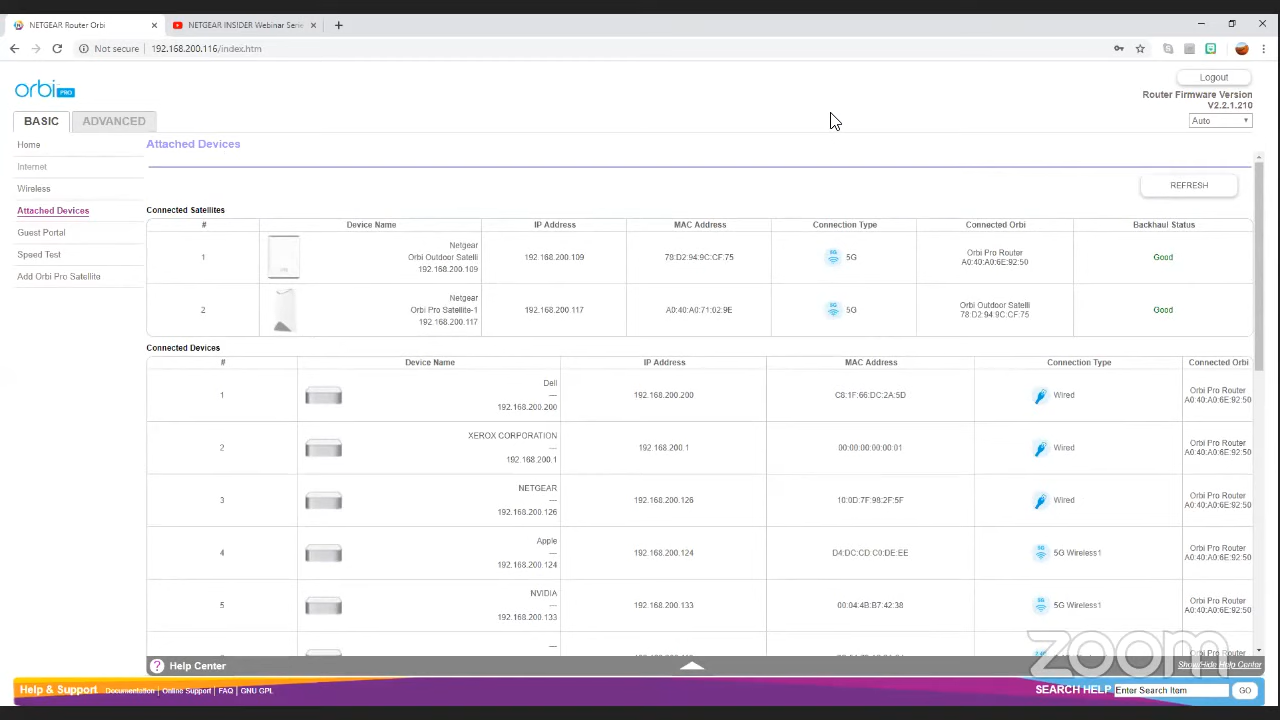 NETGEAR Router Orbi
NETGEAR INSIDER Webinar Serie
Not secure
192.168.200.116/index.htm
orbi PRO
Logout
Router Firmware Version
V2.2.1.210
Auto
BASIC
ADVANCED
Home
Internet
Wireless
Attached Devices
Guest Portal
Speed Test
Add Orbi Pro Satellite
Attached Devices
REFRESH
Connected Satellites
# Device Name IP Address MAC Address Connection Type Connected Orbi Backhaul Status
1 Netgear
Orbi Outdoor Satelli
192.168.200.109
192.168.200.109 78:D2:94:9C:CF:75 5G Orbi Pro Router
A0:40:A0:6E:92:50
Good
2 Netgear
Orbi Pro Satellite-1
192.168.200.117
192.168.200.117 A0:40:A0:71:02:9E 5G Orbi Outdoor Satelli
78:D2:94:9C:CF:75
Good
Connected Devices
# Device Name IP Address MAC Address Connection Type Connected Orbi
1 Dell
---
192.168.200.200
192.168.200.200 C8:1F:66:DC:2A:5D Wired Orbi Pro Router
A0:40:A0:6E:92:50
2 XEROX CORPORATION
---
192.168.200.1
192.168.200.1 00:00:00:00:00:01 Wired Orbi Pro Router
A0:40:A0:6E:92:50
3 NETGEAR
---
192.168.200.126
192.168.200.126 10:0D:7F:98:2F:5F Wired Orbi Pro Router
A0:40:A0:6E:92:50
4 Apple
---
192.168.200.124
192.168.200.124 D4:DC:CD:C0:DE:EE 5G Wireless1 Orbi Pro Router
A0:40:A0:6E:92:50
5 NVIDIA
---
192.168.200.133
192.168.200.133 00:04:4B:B7:42:38 5G Wireless1 Orbi Pro Router
A0:40:A0:6E:92:50
zoom
? Help Center
Show/Hide Help Center
Help & Support Documentation | Online Support | FAQ | GNU GPL
SEARCH HELP Enter Search Item GO